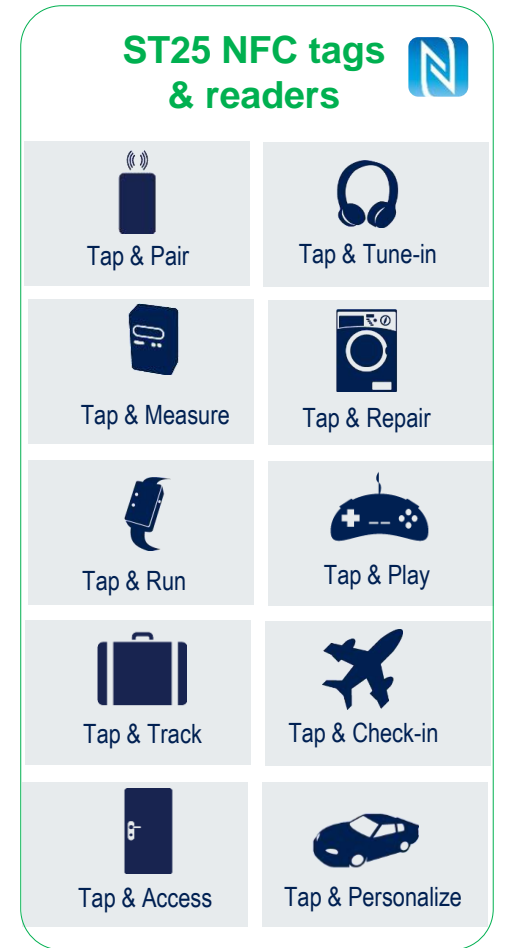 ST25 NFC tags
& readers
Tap & Pair
Tap & Tune-in
Tap & Measure
Tap & Repair
Tap & Run
Tap & Play
Tap & Track
Tap & Check-in
Tap & Access
Tap & Personalize